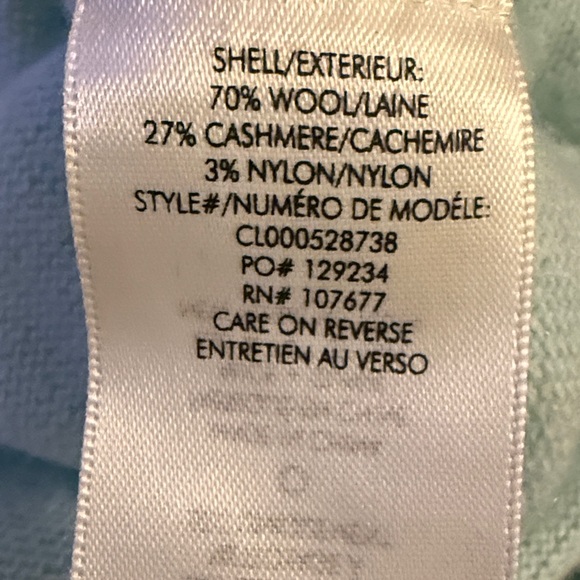 SHELL/EXTERIEUR:
70% WOOL/LAINE
27% CASHMERE/CACHEMIRE
3% NYLON/NYLON
STYLE#/NUMÉRO DE MODÉLE:
CL000528738
PO# 129234
RN# 107677
CARE ON REVERSE
ENTRETIEN AU VERSO